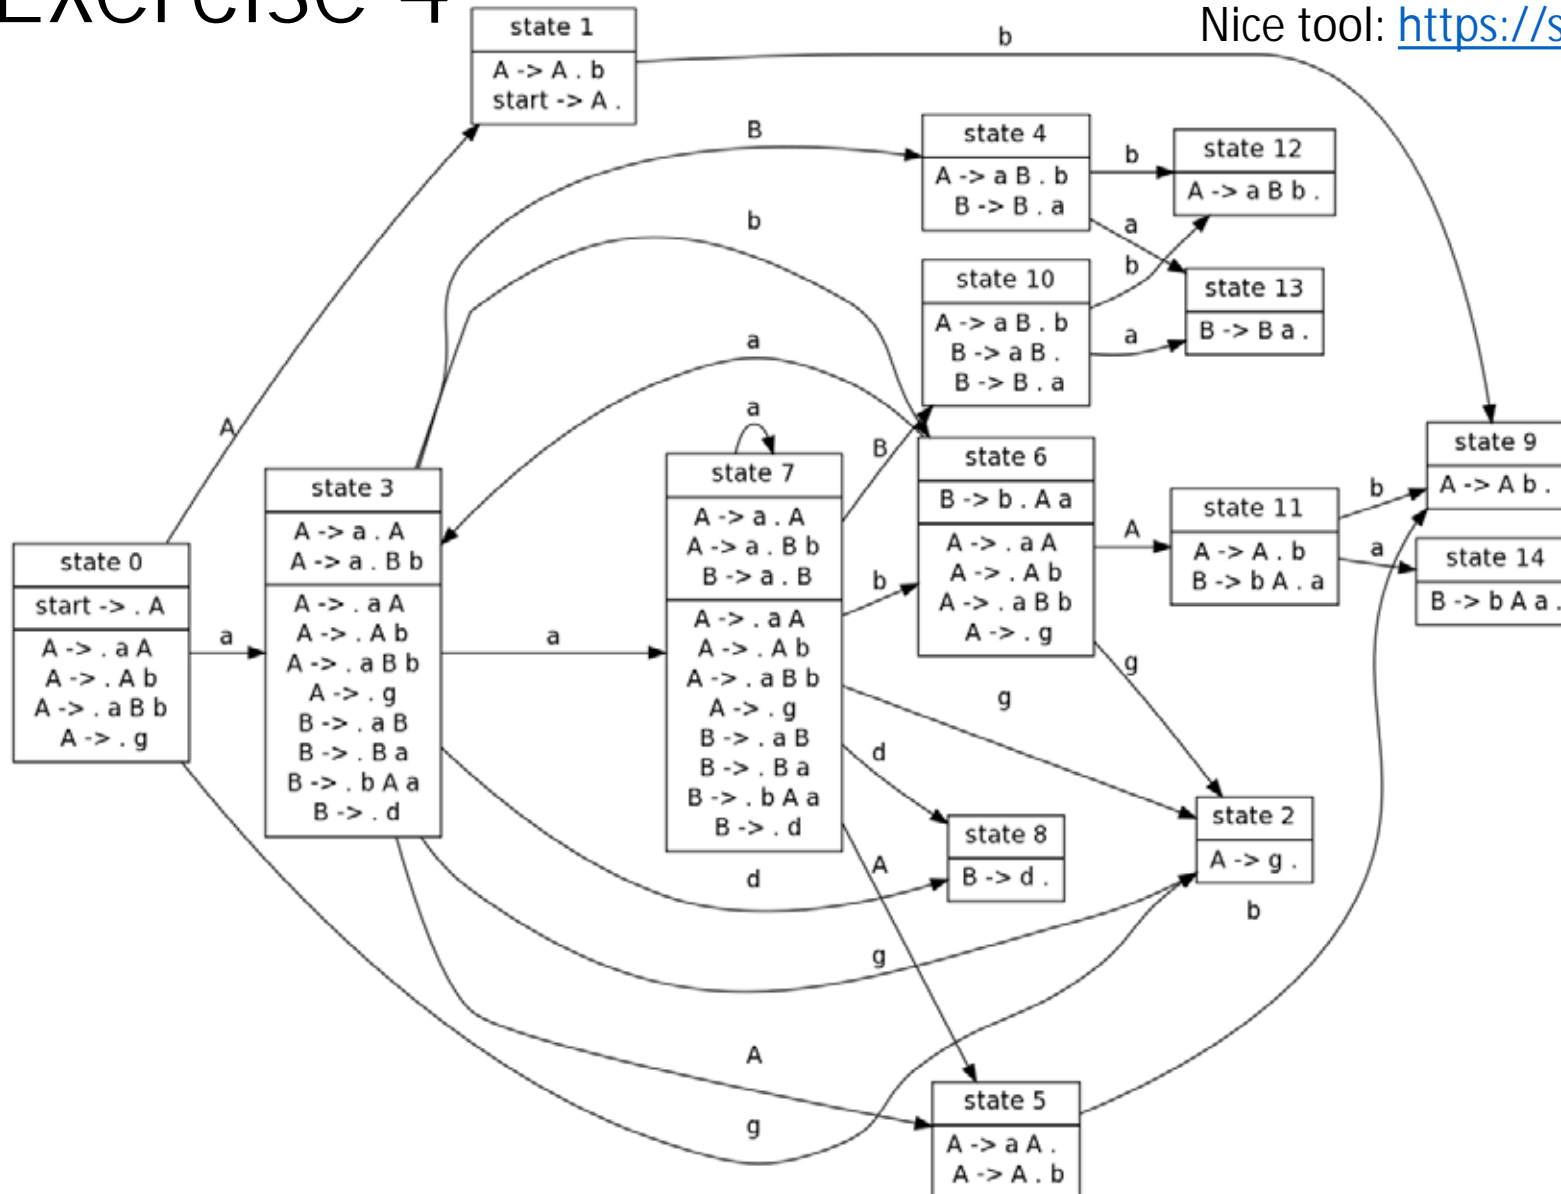 Exercise 4
Nice tool: https://s
state 1
A -> A . b
start -> A .
b
B
state 4
A -> a B . b
B -> B . a
b
state 12
A -> a B b .
a
b
b
state 10
A -> a B . b
B -> a B .
B -> B . a
a
state 13
B -> B a .
a
A
a
B
state 9
A -> A b .
state 3
A -> a . A
A -> a . B b
A -> . a A
A -> . A b
A -> . a B b
A -> . g
B -> . a B
B -> . B a
B -> . b A a
B -> . d
state 7
A -> a . A
A -> a . B b
B -> a . B
A -> . a A
A -> . A b
A -> . a B b
A -> . g
B -> . a B
B -> . B a
B -> . b A a
B -> . d
state 6
B -> b . A a
A -> . a A
A -> . A b
A -> . a B b
A -> . g
A
state 11
A -> A . b
B -> b A . a
b
a
state 14
B -> b A a .
state 0
start -> . A
A -> . a A
A -> . A b
A -> . a B b
A -> . g
a
a
b
g
g
d
state 8
B -> d .
state 2
A -> g .
A
d
b
g
A
g
state 5
A -> a A .
A -> A . b